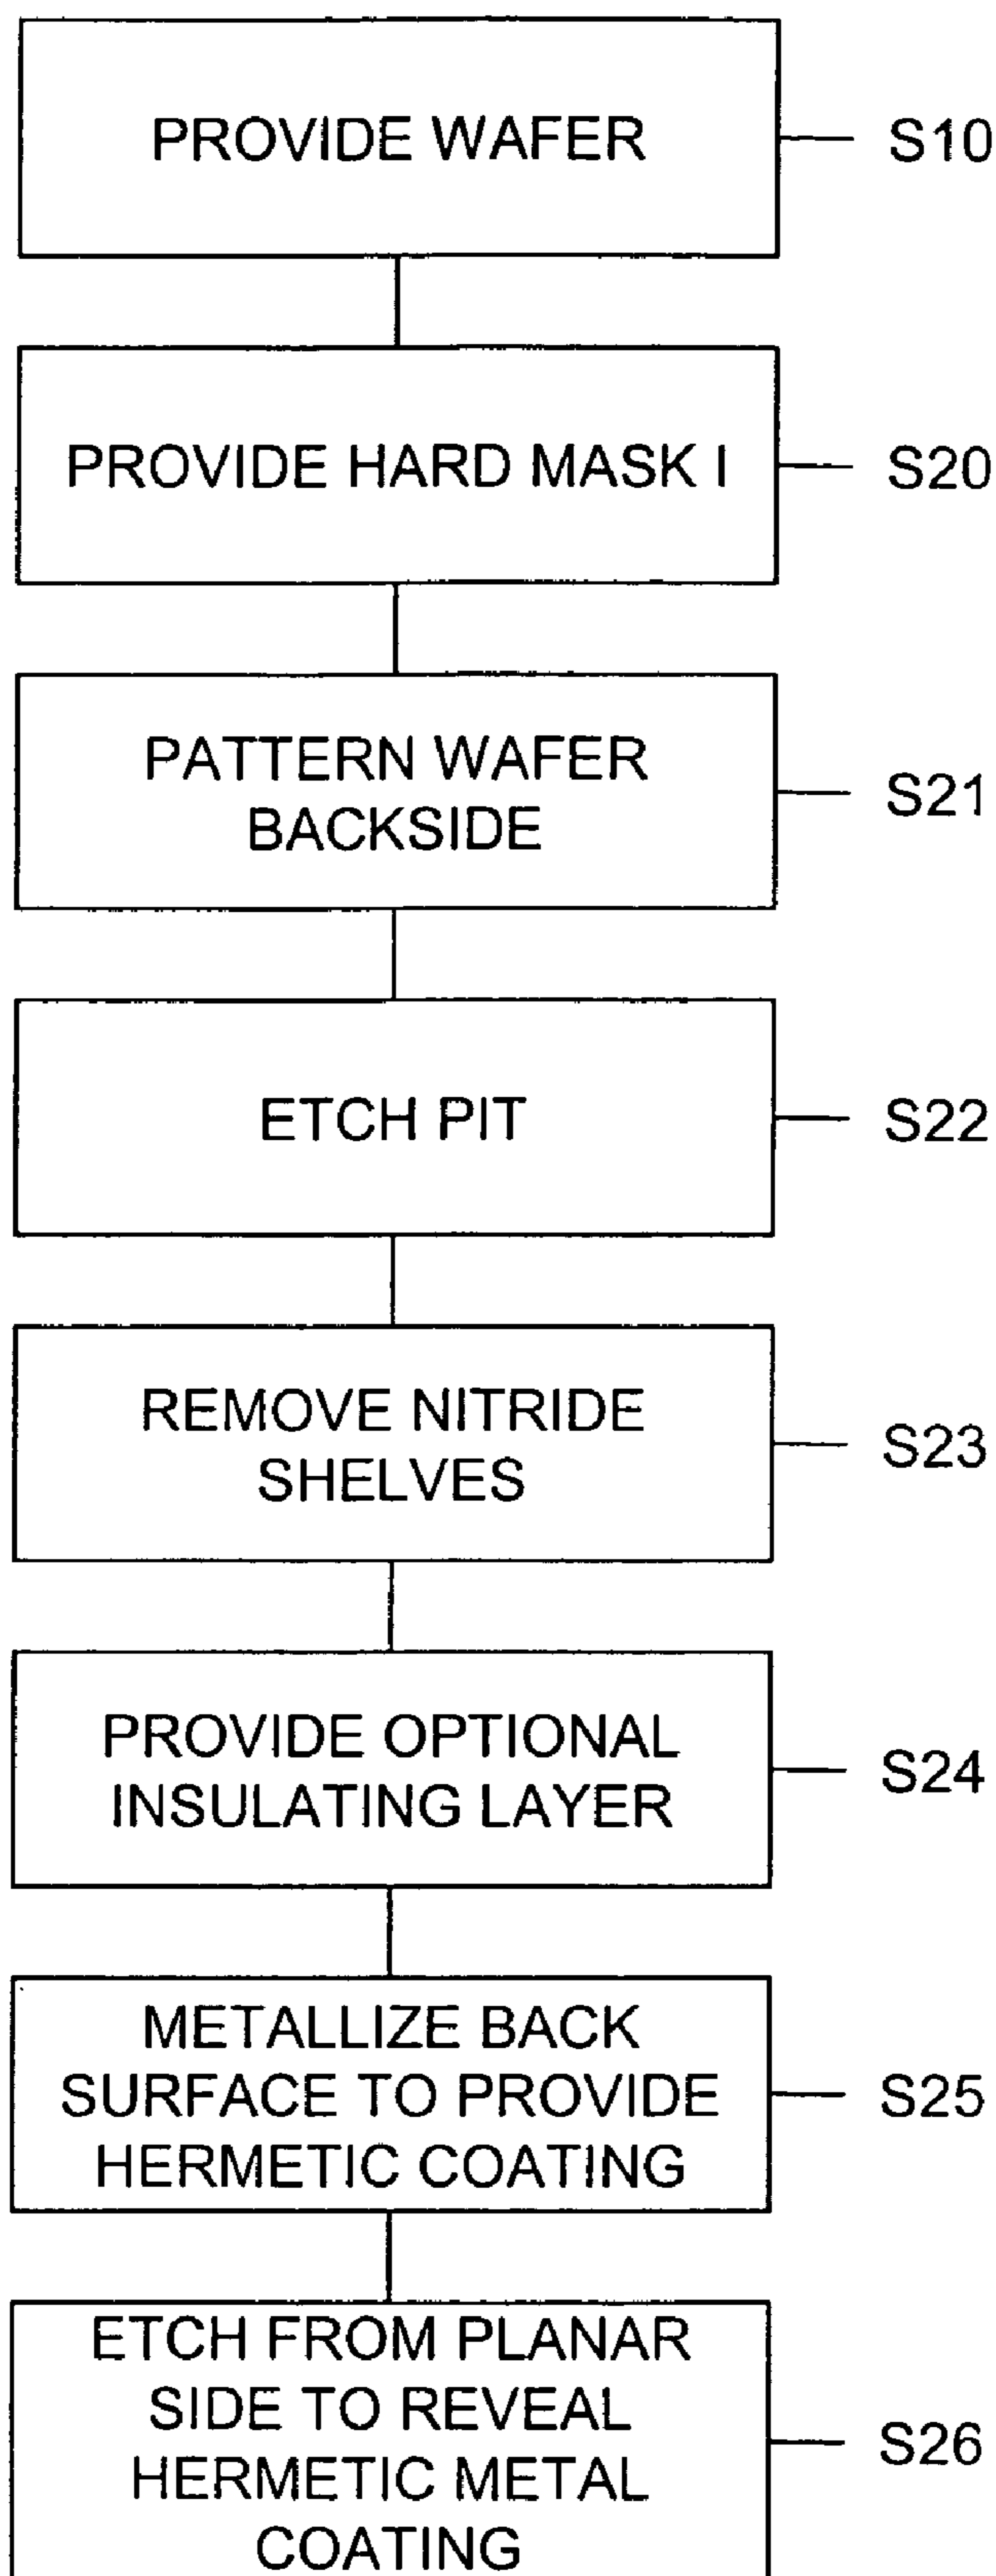 PROVIDE WAFER
S10
PROVIDE HARD MASK I
S20
PATTERN WAFER
BACKSIDE
S21
ETCH PIT
S22
REMOVE NITRIDE
SHELVES
S23
PROVIDE OPTIONAL
INSULATING LAYER
S24
METALLIZE BACK
SURFACE TO PROVIDE
HERMETIC COATING
S25
ETCH FROM PLANAR
SIDE TO REVEAL
HERMETIC METAL
COATING
S26